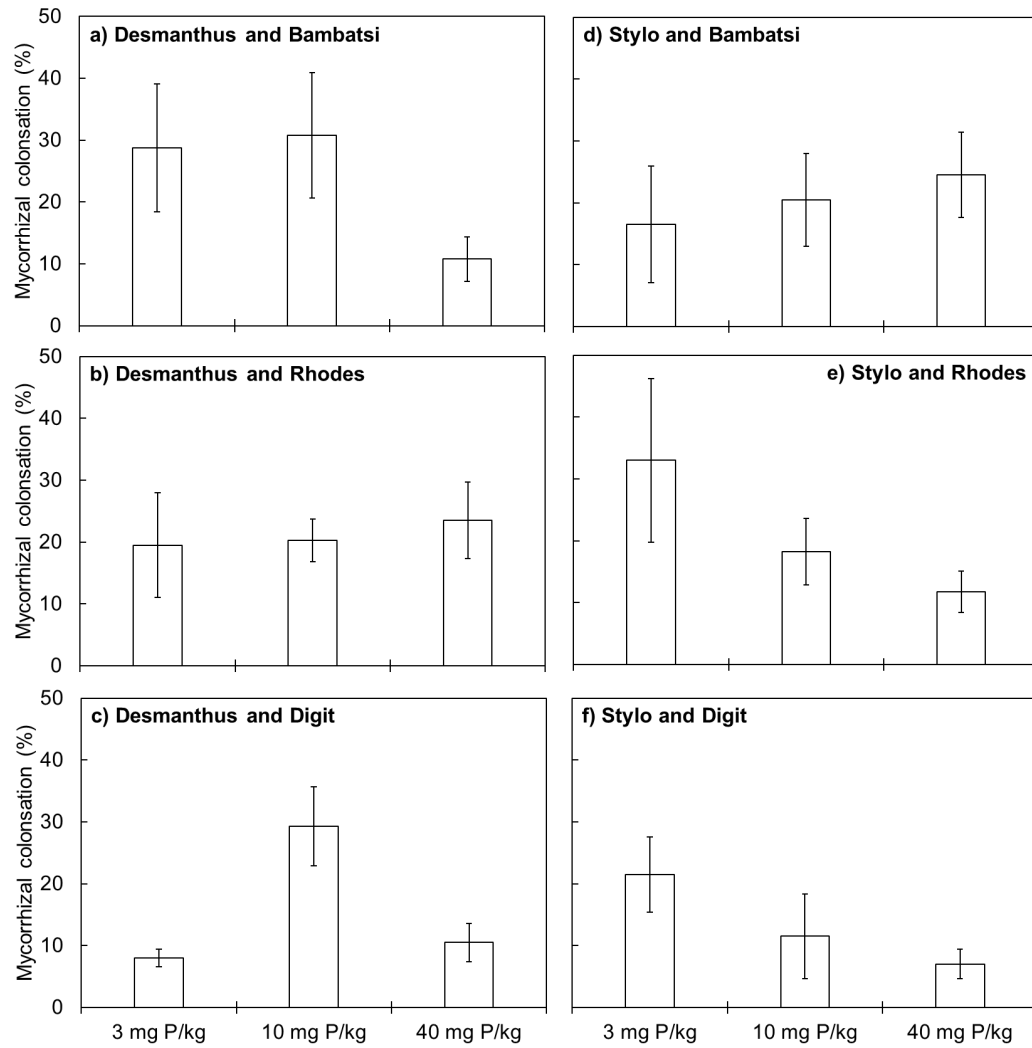 50
40
30
20
10
0
Mycorrhizal colonsation (%)
a) Desmanthus and Bambatsi
d) Stylo and Bambatsi
50
40
30
20
10
0
Mycorrhizal colonsation (%)
b) Desmanthus and Rhodes
e) Stylo and Rhodes
50
40
30
20
10
0
Mycorrhizal colonsation (%)
c) Desmanthus and Digit
f) Stylo and Digit
3 mg P/kg 10 mg P/kg 40 mg P/kg
3 mg P/kg 10 mg P/kg 40 mg P/kg